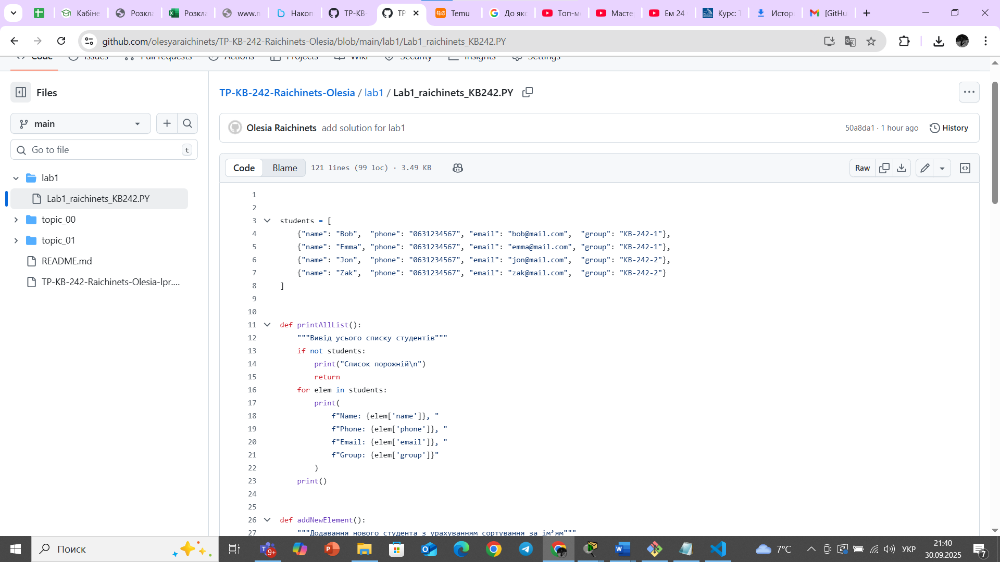 Кабіне
Розкла
Розкла
www.n
Накоп
TP-KB-
TP
Temu
До якс
Топ-м
Масте
Ем 24
Курс: Т
Истор
[GitHu
github.com/olesyaraichinets/TP-KB-242-Raichinets-Olesia/blob/main/lab1/Lab1_raichinets_KB242.PY
Code Issues Pull requests Actions Projects Wiki Security Insights Settings
Files
TP-KB-242-Raichinets-Olesia / lab1 / Lab1_raichinets_KB242.PY
main
Go to file t
lab1
Lab1_raichinets_KB242.PY
topic_00
topic_01
README.md
TP-KB-242-Raichinets-Olesia-lpr....
Olesia Raichinets add solution for lab1 50a8da1 · 1 hour ago History
Code Blame 121 lines (99 loc) · 3.49 KB Raw
1
2
3 students = [
4 {"name": "Bob", "phone": "0631234567", "email": "bob@mail.com", "group": "KB-242-1"},
5 {"name": "Emma", "phone": "0631234567", "email": "emma@mail.com", "group": "KB-242-1"},
6 {"name": "Jon", "phone": "0631234567", "email": "jon@mail.com", "group": "KB-242-2"},
7 {"name": "Zak", "phone": "0631234567", "email": "zak@mail.com", "group": "KB-242-2"}
8 ]
9
10
11 def printAllList():
12 """Вивід усього списку студентів"""
13 if not students:
14 print("Список порожній\n")
15 return
16 for elem in students:
17 print(
18 f"Name: {elem['name']}, "
19 f"Phone: {elem['phone']}, "
20 f"Email: {elem['email']}, "
21 f"Group: {elem['group']}"
22 )
23 print()
24
25
26 def addNewElement():
27 """Додавання нового студента з урахуванням сортування за ім’ям"""
Поиск
9+
7°C
УКР
21:40
30.09.2025
7